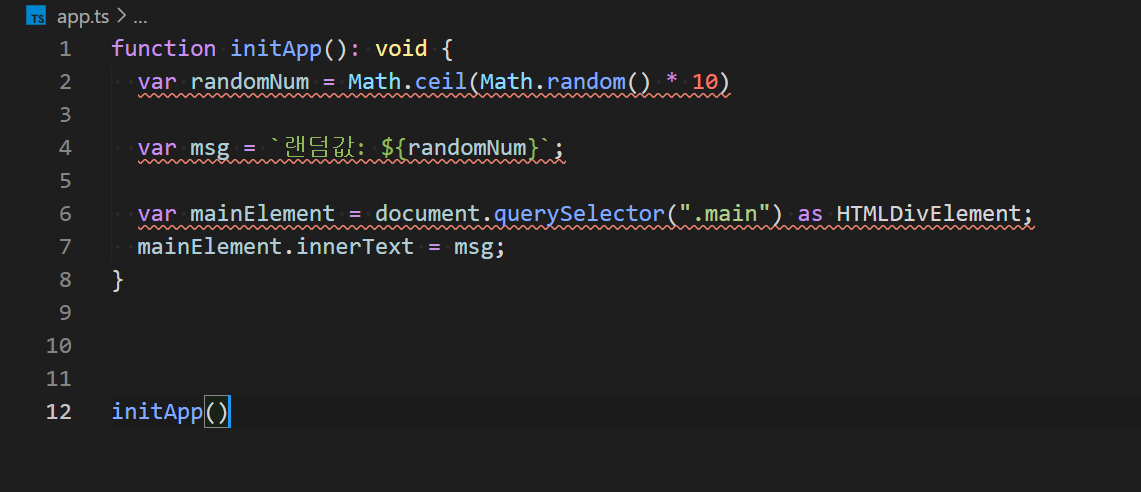 TS app.ts > ...
1 function initApp(): void {
2   var randomNum = Math.ceil(Math.random() * 10)
3
4   var msg = `랜덤값: ${randomNum}`;
5
6   var mainElement = document.querySelector(".main") as HTMLDivElement;
7   mainElement.innerText = msg;
8 }
9
10
11
12 initApp()